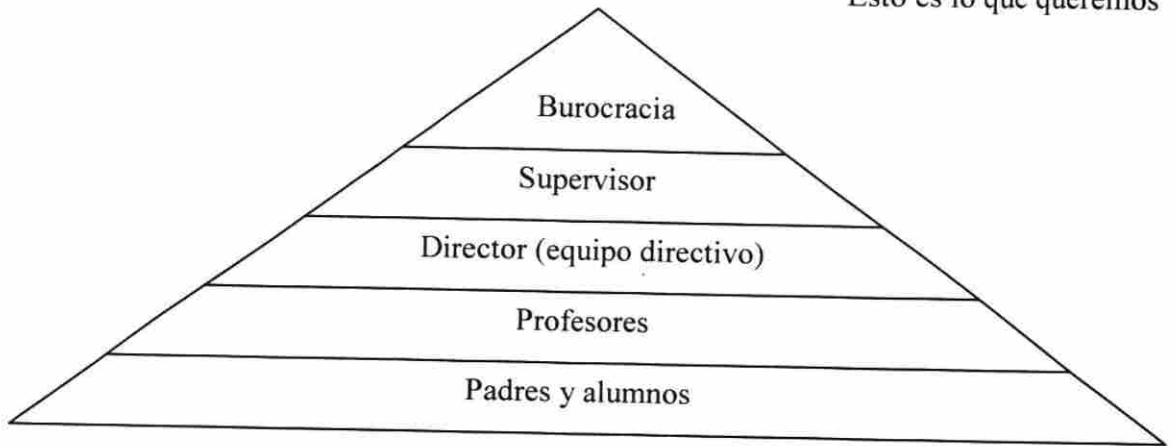 Esto es lo que queremos
Burocracia
Supervisor
Director (equipo directivo)
Profesores
Padres y alumnos